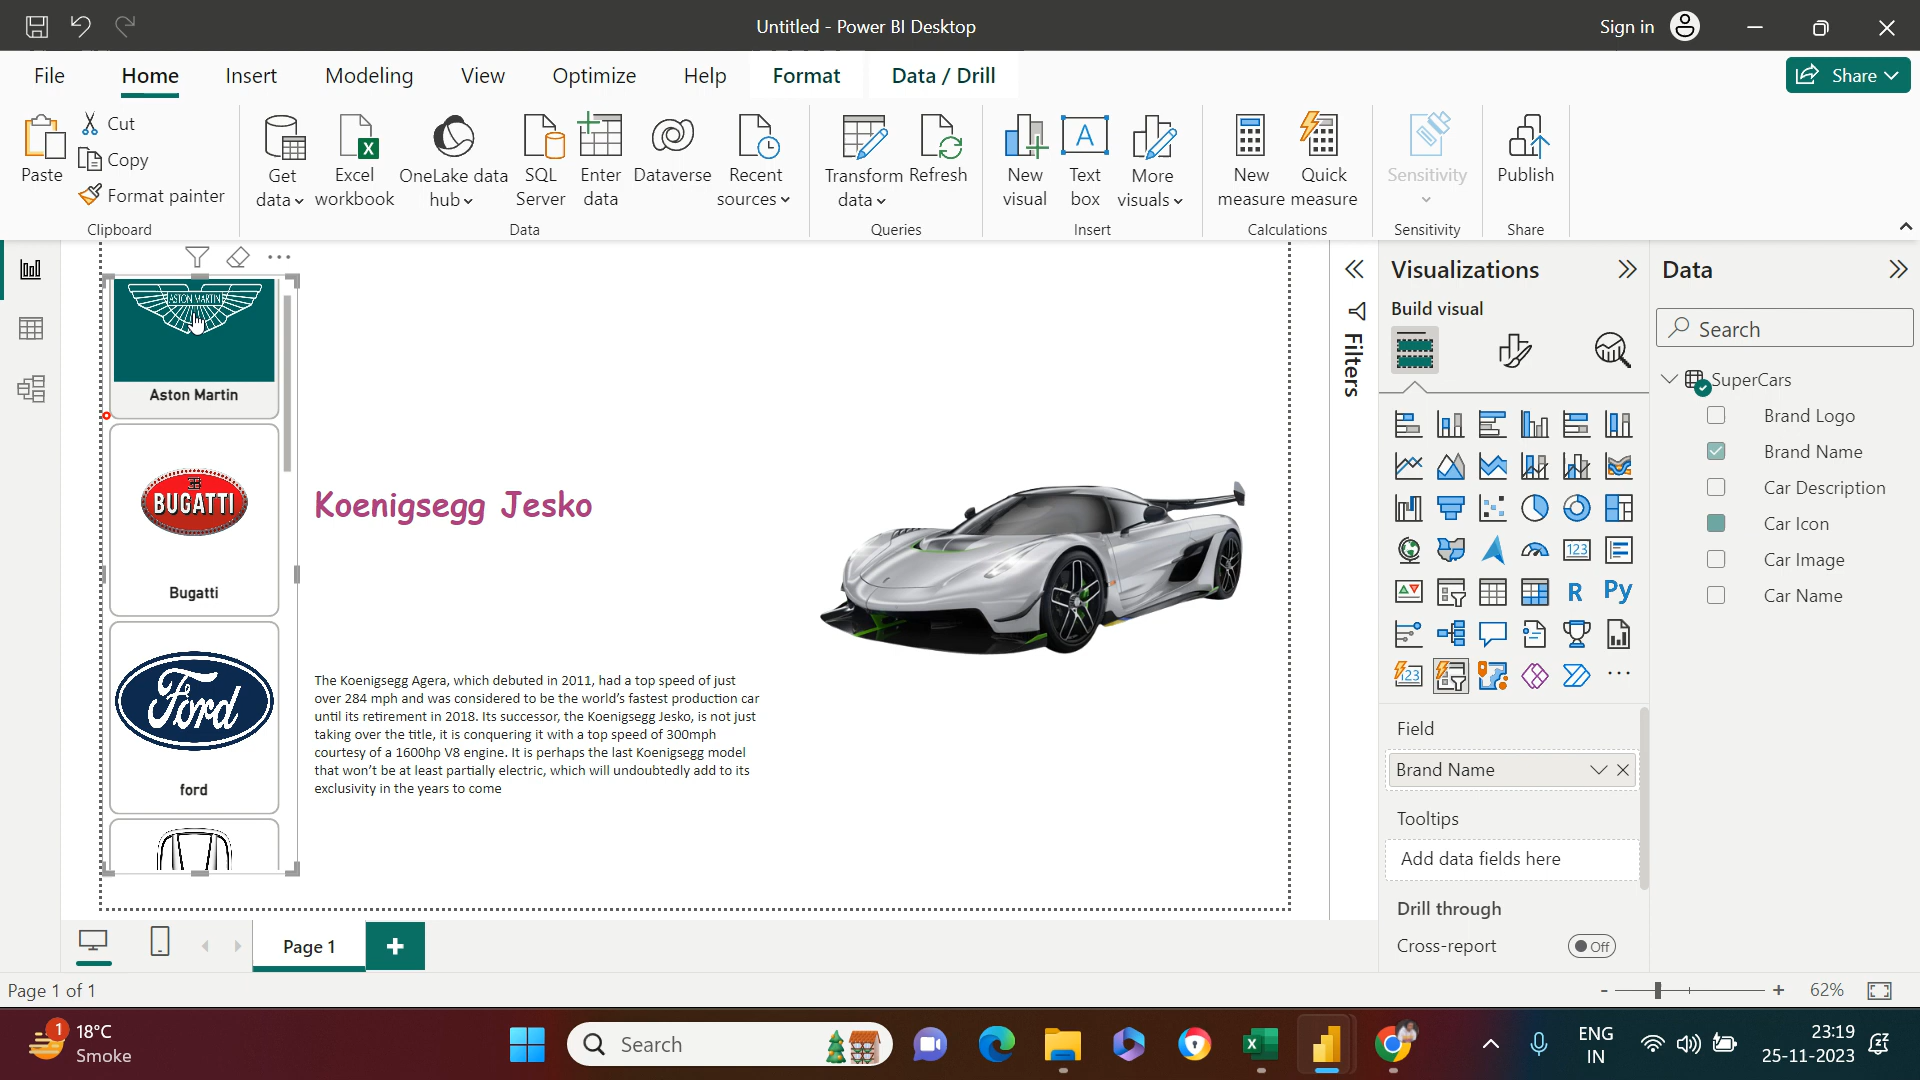 Untitled - Power BI Desktop
Sign in
File
Home
Insert
Modeling
View
Optimize
Help
Format
Data / Drill
Share
Paste
Cut
Copy
Format painter
Clipboard
Get data
Excel workbook
OneLake data hub
SQL Server
Enter data
Dataverse
Recent sources
Data
Transform data
Refresh
Queries
New visual
Text box
More visuals
Insert
New measure
Quick measure
Calculations
Sensitivity
Sensitivity
Publish
Share
ASTON MARTIN
Aston Martin
BUGATTI
Bugatti
Ford
ford
Koenigsegg Jesko
The Koenigsegg Agera, which debuted in 2011, had a top speed of just
over 284 mph and was considered to be the world's fastest production car
until its retirement in 2018. Its successor, the Koenigsegg Jesko, is not just
taking over the title, it is conquering it with a top speed of 300mph
courtesy of a 1600hp V8 engine. It is perhaps the last Koenigsegg model
that won't be at least partially electric, which will undoubtedly add to its
exclusivity in the years to come
Filters
Visualizations
Build visual
123
R
Py
123
Field
Brand Name
Tooltips
Add data fields here
Drill through
Cross-report
Off
Data
Search
SuperCars
Brand Logo
Brand Name
Car Description
Car Icon
Car Image
Car Name
Page 1
Page 1 of 1
62%
1
18°C
Smoke
Search
ENG
IN
23:19
25-11-2023